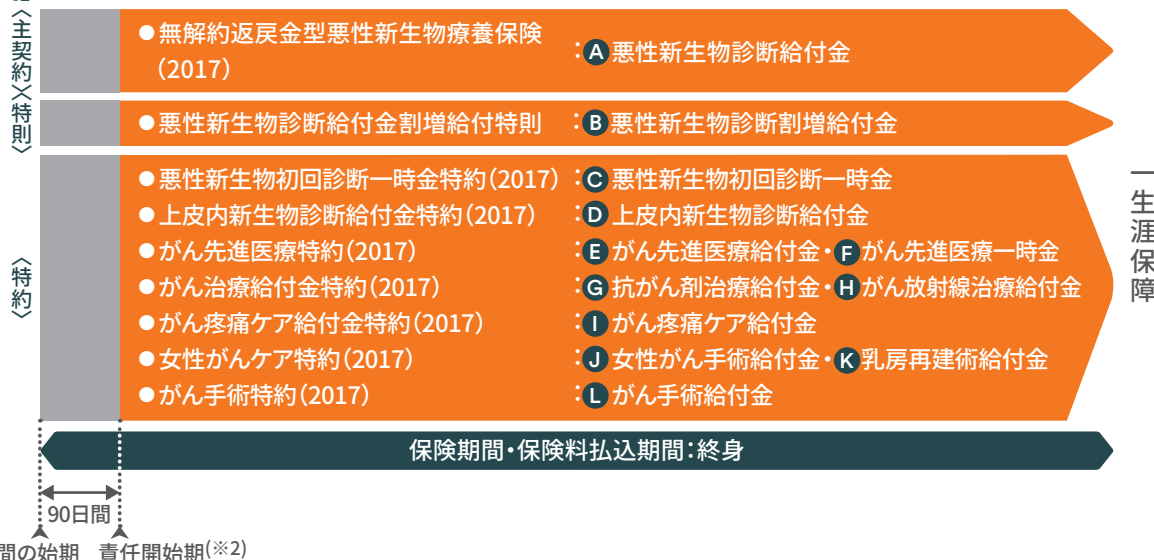 〈主契約〉
●無解約返戻金型悪性新生物療養保険
(2017)
:A悪性新生物診断給付金
〈特則〉
●悪性新生物診断給付金割増給付特則 :B悪性新生物診断割増給付金
〈特約〉
●悪性新生物初回診断一時金特約(2017) :C悪性新生物初回診断一時金
●上皮内新生物診断給付金特約(2017) :D上皮内新生物診断給付金
●がん先進医療特約(2017) :Eがん先進医療給付金・Fがん先進医療一時金
●がん治療給付金特約(2017) :G抗がん剤治療給付金・Hがん放射線治療給付金
●がん疼痛ケア給付金特約(2017) :Iがん疼痛ケア給付金
●女性がんケア特約(2017) :J女性がん手術給付金・K乳房再建術給付金
●がん手術特約(2017) :Lがん手術給付金
一生涯保障
保険期間・保険料払込期間:終身
90日間
間の始期 責任開始期(※2)